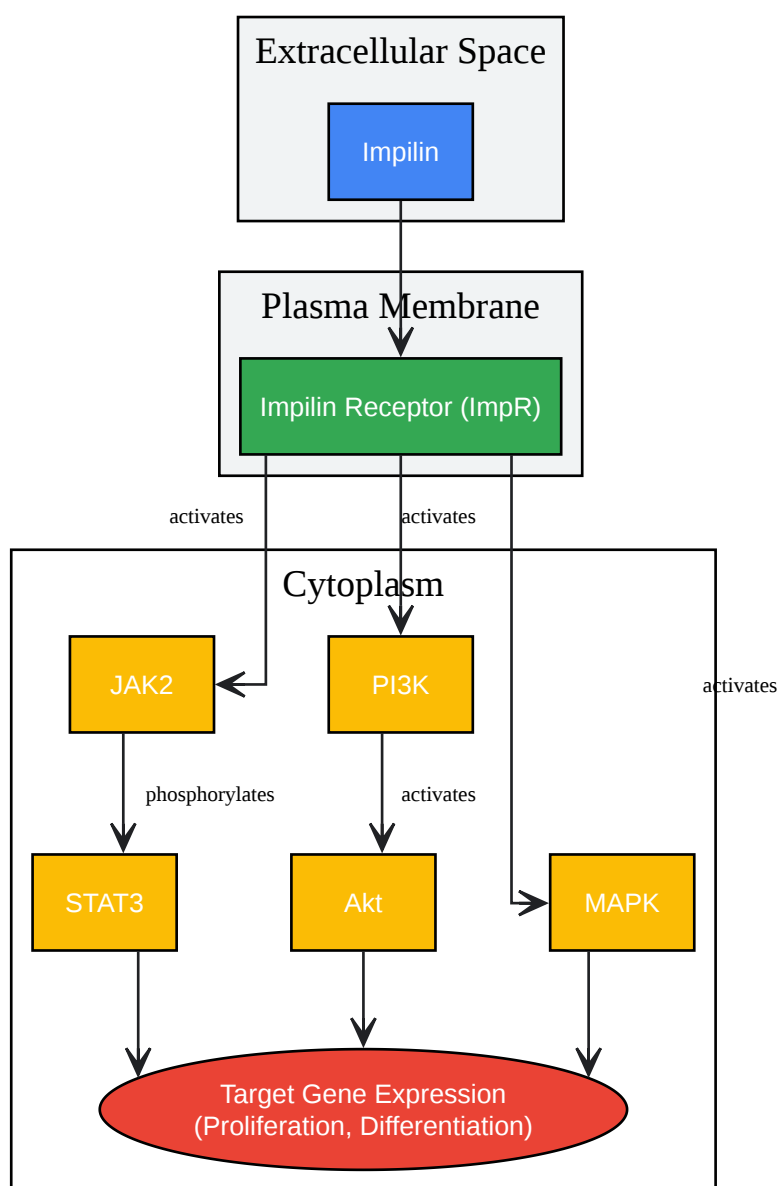 Extracellular Space
Impilin
Plasma Membrane
Impilin Receptor (ImpR)
activates
activates
Cytoplasm
JAK2
PI3K
activates
phosphorylates
activates
STAT3
Akt
MAPK
Target Gene Expression
(Proliferation, Differentiation)